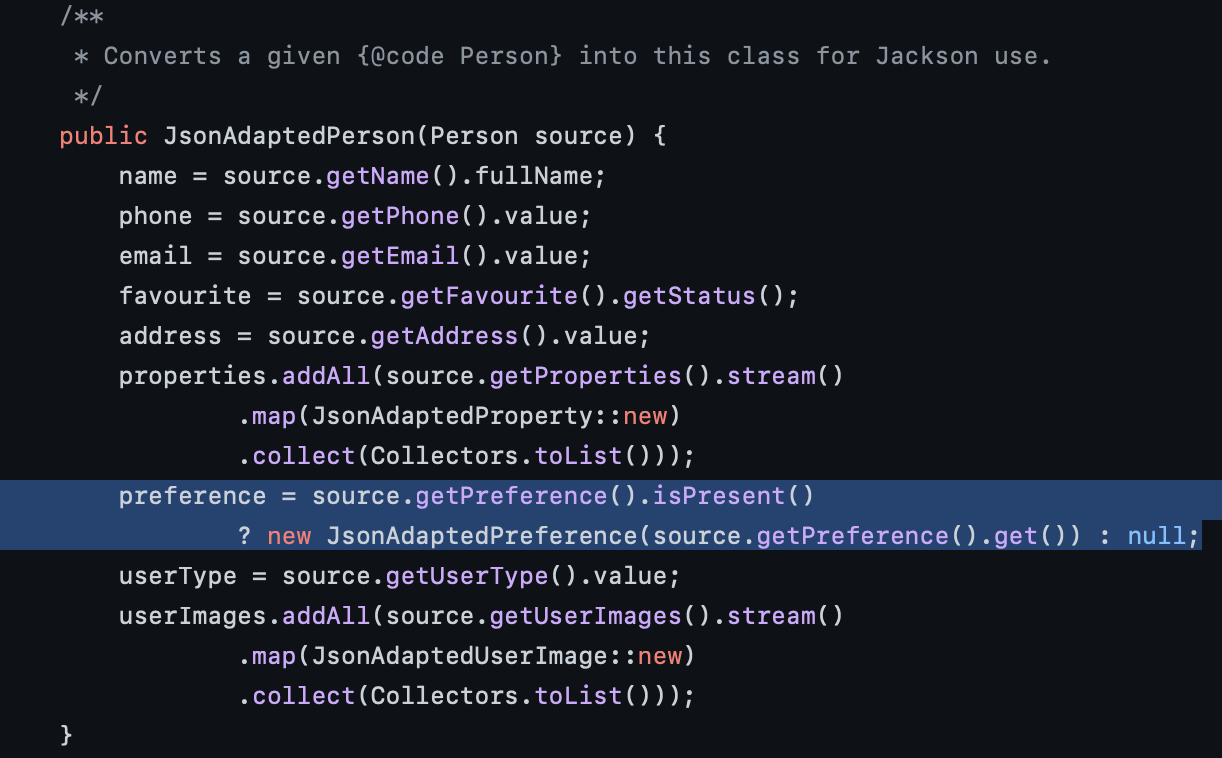 /**
 * Converts a given {@code Person} into this class for Jackson use.
 */
public JsonAdaptedPerson(Person source) {
    name = source.getName().fullName;
    phone = source.getPhone().value;
    email = source.getEmail().value;
    favourite = source.getFavourite().getStatus();
    address = source.getAddress().value;
    properties.addAll(source.getProperties().stream()
            .map(JsonAdaptedProperty::new)
            .collect(Collectors.toList()));
    preference = source.getPreference().isPresent()
            ? new JsonAdaptedPreference(source.getPreference().get()) : null;
    userType = source.getUserType().value;
    userImages.addAll(source.getUserImages().stream()
            .map(JsonAdaptedUserImage::new)
            .collect(Collectors.toList()));
}